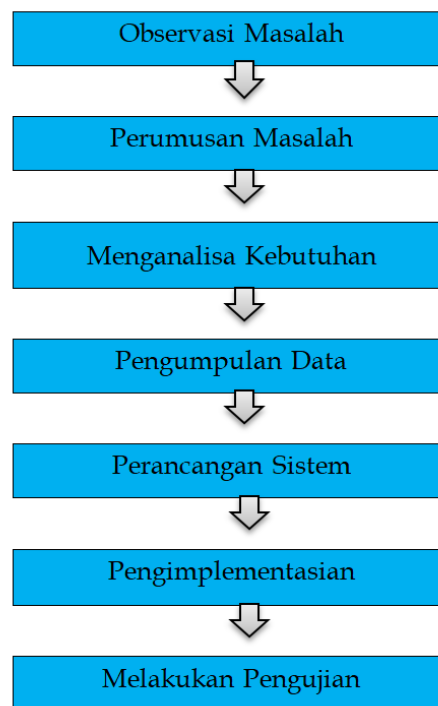 Observasi Masalah
Perumusan Masalah
Menganalisa Kebutuhan
Pengumpulan Data
Perancangan Sistem
Pengimplementasian
Melakukan Pengujian